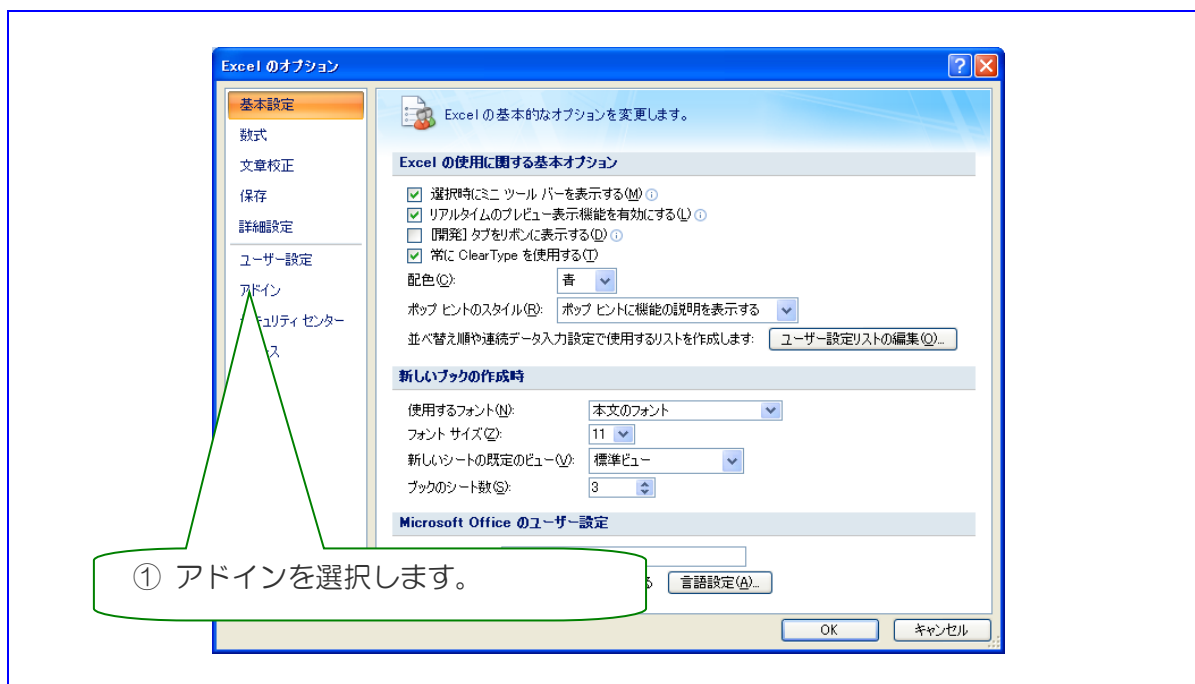 Excel のオプション
基本設定
数式
文章校正
保存
詳細設定
ユーザー設定
アドイン
ュリティ センター
ス
Excel の基本的なオプションを変更します。
Excel の使用に関する基本オプション
選択時にミニ ツール バーを表示する(M)
リアルタイムのプレビュー表示機能を有効にする(L)
[開発] タブをリボンに表示する(D)
常に ClearType を使用する(T)
配色(C): 青
ポップ ヒントのスタイル(R): ポップ ヒントに機能の説明を表示する
並べ替え順や連続データ入力設定で使用するリストを作成します: ユーザー設定リストの編集(O)...
新しいブックの作成時
使用するフォント(N): 本文のフォント
フォント サイズ(Z): 11
新しいシートの既定のビュー(V): 標準ビュー
ブックのシート数(S): 3
Microsoft Office のユーザー設定
言語設定(A)...
① アドインを選択します。
OK キャンセル